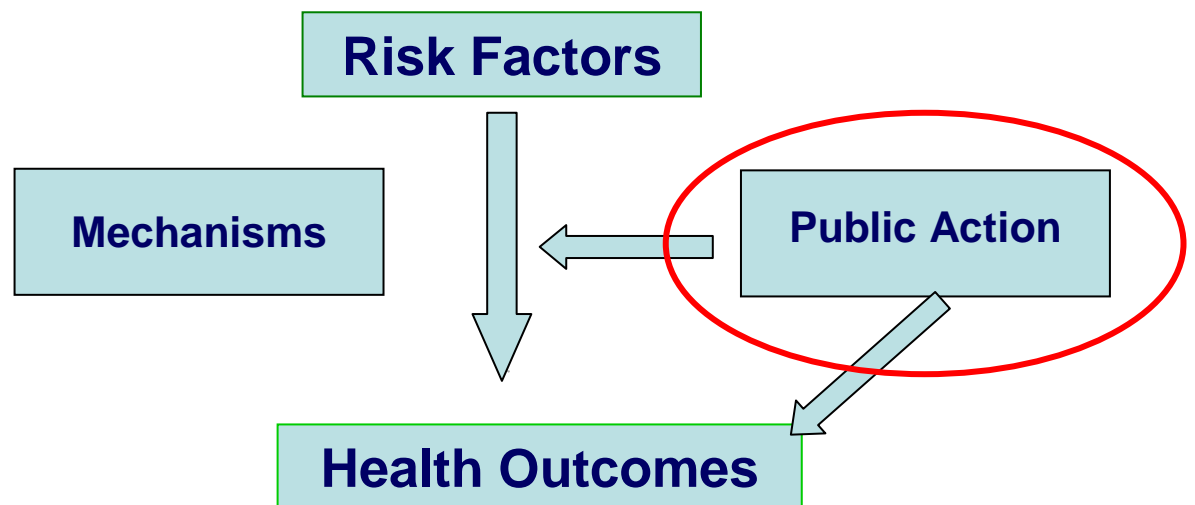 Risk Factors
Mechanisms
Public Action
Health Outcomes